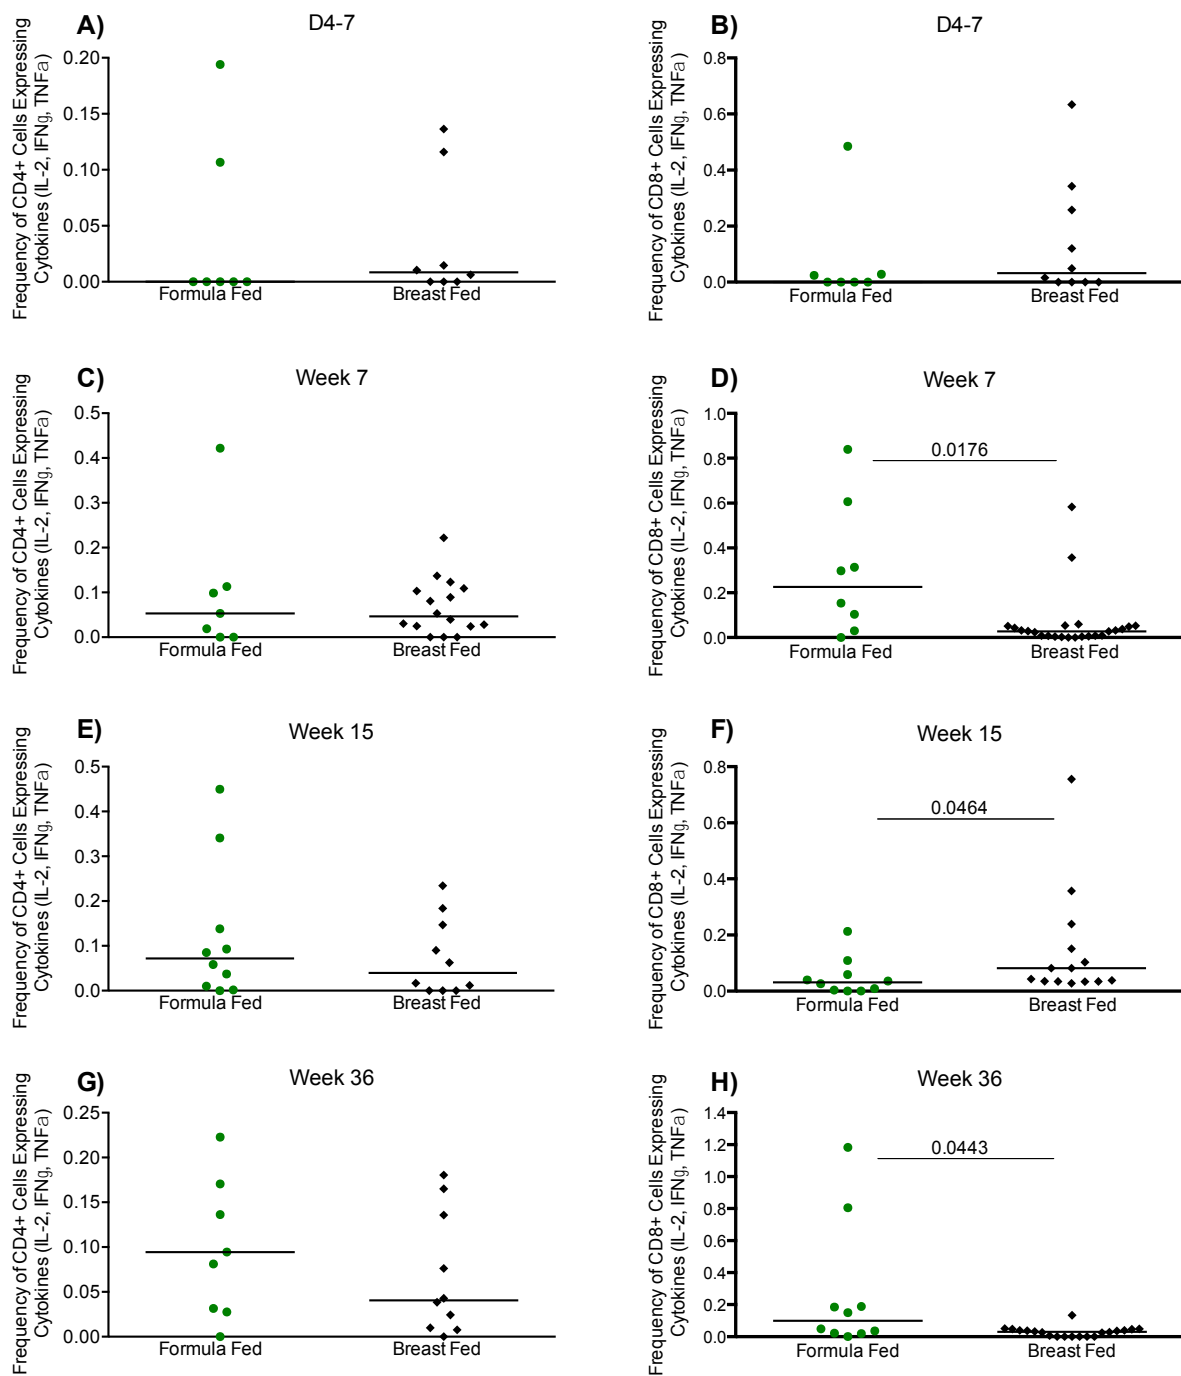 A)
D4-7
Frequency of CD4+ Cells Expressing
Cytokines (IL-2, IFNg, TNFa)
0.20
0.15
0.10
0.05
0.00
Formula Fed
Breast Fed
B)
D4-7
Frequency of CD8+ Cells Expressing
Cytokines (IL-2, IFNg, TNFa)
0.8
0.6
0.4
0.2
0.0
Formula Fed
Breast Fed
C)
Week 7
Frequency of CD4+ Cells Expressing
Cytokines (IL-2, IFNg, TNFa)
0.5
0.4
0.3
0.2
0.1
0.0
Formula Fed
Breast Fed
D)
Week 7
Frequency of CD8+ Cells Expressing
Cytokines (IL-2, IFNg, TNFa)
1.0
0.8
0.6
0.4
0.2
0.0
0.0176
Formula Fed
Breast Fed
E)
Week 15
Frequency of CD4+ Cells Expressing
Cytokines (IL-2, IFNg, TNFa)
0.5
0.4
0.3
0.2
0.1
0.0
Formula Fed
Breast Fed
F)
Week 15
Frequency of CD8+ Cells Expressing
Cytokines (IL-2, IFNg, TNFa)
0.8
0.6
0.4
0.2
0.0
0.0464
Formula Fed
Breast Fed
G)
Week 36
Frequency of CD4+ Cells Expressing
Cytokines (IL-2, IFNg, TNFa)
0.25
0.20
0.15
0.10
0.05
0.00
Formula Fed
Breast Fed
H)
Week 36
Frequency of CD8+ Cells Expressing
Cytokines (IL-2, IFNg, TNFa)
1.4
1.2
1.0
0.8
0.6
0.4
0.2
0.0
0.0443
Formula Fed
Breast Fed